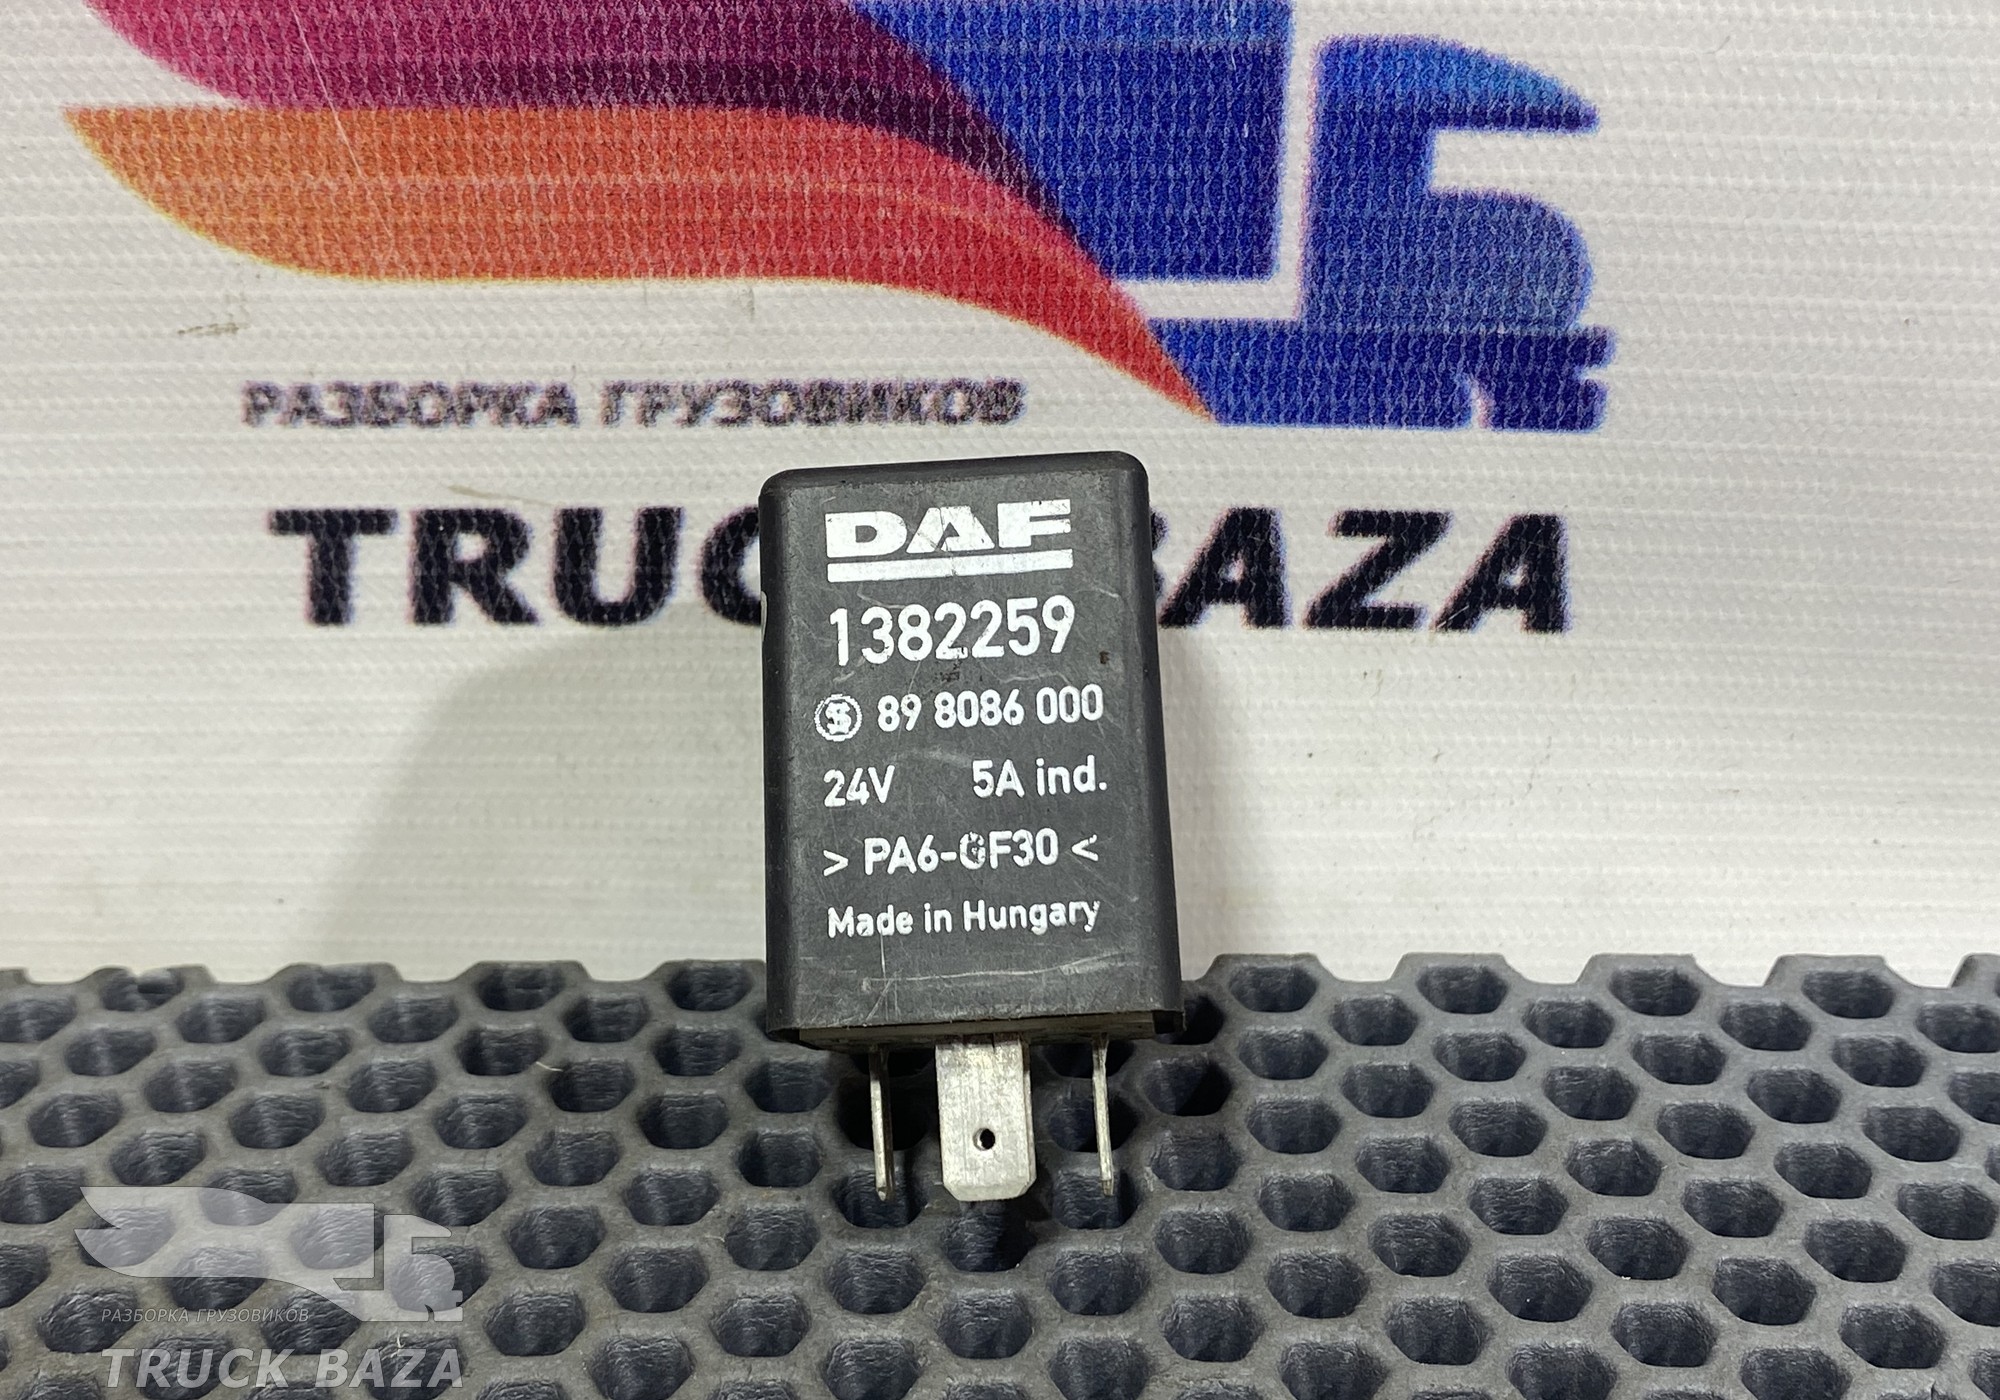 РАЗБОРКА ГРУЗОВИКОВ
TRUC BAZA
DAF
1382259
89 8086 000
24V 5A ind.
> PA6-GF30 <
Made in Hungary
РАЗБОРКА ГРУЗОВИКОВ
TRUCK BAZA